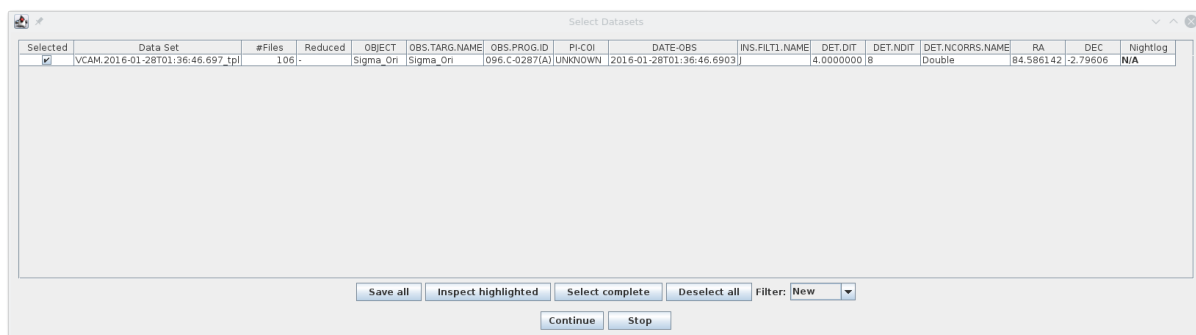 Select Datasets
Selected Data Set #Files Reduced OBJECT OBS.TARG.NAME OBS.PROG.ID PI-COI DATE-OBS INS.FILT1.NAME DET.DIT DET.NDIT DET.NCORRS.NAME RA DEC Nightlog
VCAM.2016-01-28T01:36:46.697_tpl 106 - Sigma_Ori Sigma_Ori 096.C-0287(A) UNKNOWN 2016-01-28T01:36:46.6903 J 4.0000000 8 Double 84.586142 -2.79606 N/A
Save all Inspect highlighted Select complete Deselect all Filter: New
Continue Stop